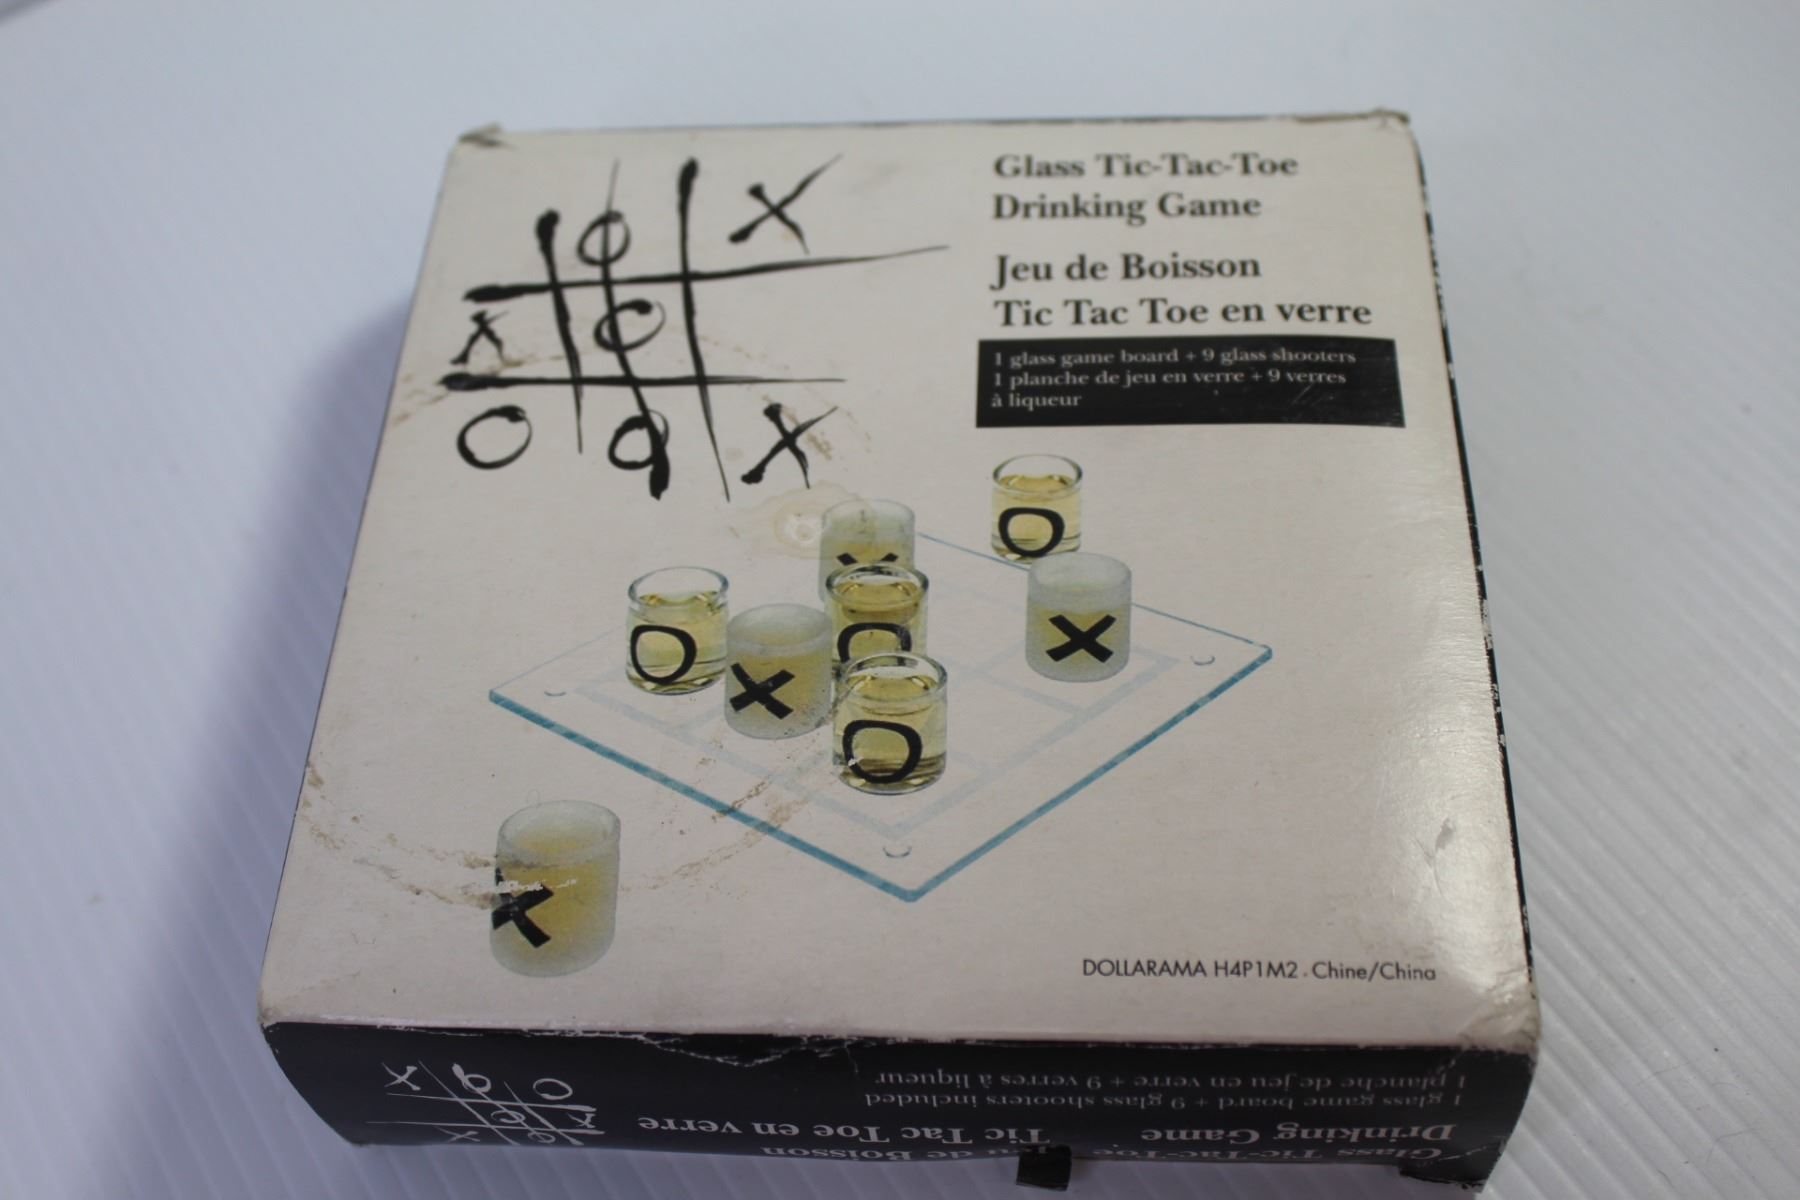 Glass Tic-Tac-Toe
Drinking Game
Jeu de Boisson
Tic Tac Toe en verre
1 glass game board + 9 glass shooters
1 planche de jeu en verre + 9 verres
à liqueur
O X
X O
O O X
O
X
O
X
O
X
O
X
DOLLARAMA H4P1M2 . Chine/China
Glass Tic-Tac-Toe
Drinking Game
1 glass game board + 9 glass shooters included
1 planche de jeu en verre + 9 verres à liqueur
Jeu de Boisson
Tic Tac Toe en verre
O X
X O
O O X